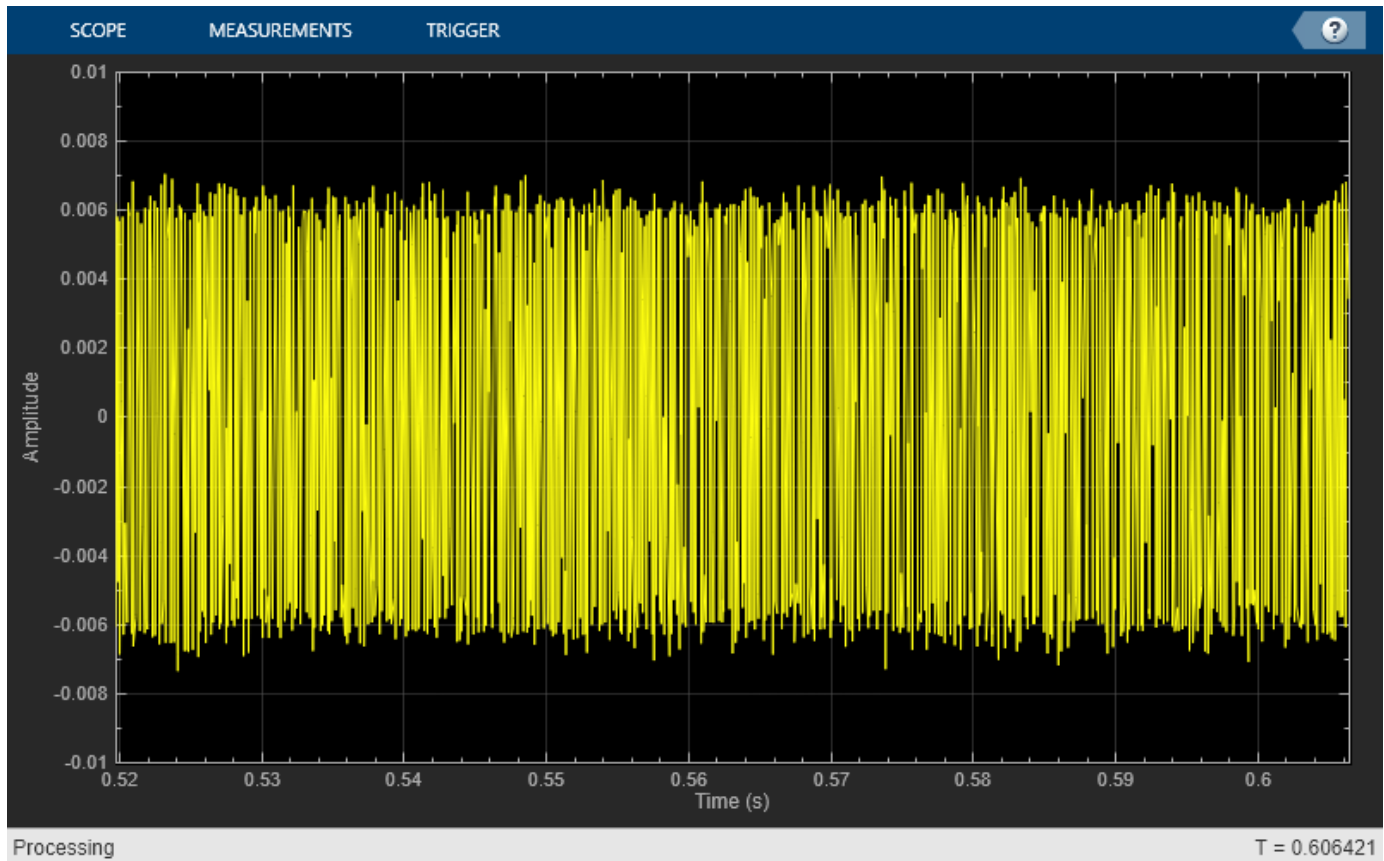 SCOPE MEASUREMENTS TRIGGER ?
0.01
0.008
0.006
0.004
0.002
0
-0.002
-0.004
-0.006
-0.008
-0.01
Amplitude
0.52 0.53 0.54 0.55 0.56 0.57 0.58 0.59 0.6
Time (s)
Processing T = 0.606421